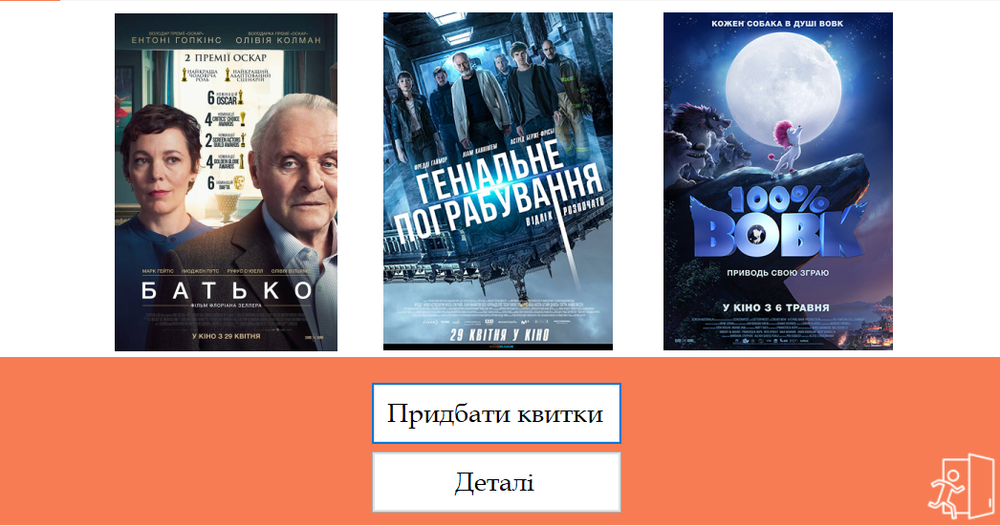 ВОЛОДАР ПРЕМІЇ «ОСКАР»
ЕНТОНІ ГОПКІНС
ВОЛОДАРКА ПРЕМІЇ «ОСКАР»
ОЛІВІЯ КОЛМАН
2 ПРЕМІЇ ОСКАР
НАЙКРАЩА
ЧОЛОВІЧА
РОЛЬ
НАЙКРАЩИЙ
АДАПТОВАНИЙ
СЦЕНАРІЙ
6 НОМІНАЦІЙ
OSCAR
4 НОМІНАЦІЇ
CRITICS' CHOICE
AWARDS
2 НОМІНАЦІЇ
SCREEN ACTORS
GUILD AWARDS
4 НОМІНАЦІЇ
GOLDEN GLOBE
AWARDS
6 НОМІНАЦІЙ
BAFTA
МАРК ГЕЙТІС ІМОДЖЕН ПУТС РУФУС С'ЮЕЛЛ ОЛІВІЯ ВІЛЬЯМС
БАТЬКО
ФІЛЬМ ФЛОРІАНА ЗЕЛЛЕРА
У КІНО З 29 КВІТНЯ
ФРЕДДІ ГАЙМОР ЛІАМ КАННІНГЕМ АСТРІД БЕРЖЕ-ФРІСБІ
ГЕНІАЛЬНЕ
ПОГРАБУВАННЯ
ВІДЛІК РОЗПОЧАТО
29 КВІТНЯ У КІНО
КОЖЕН СОБАКА В ДУШІ ВОВК
100%
ВОВК
ПРИВОДЬ СВОЮ ЗГРАЮ
У КІНО З 6 ТРАВНЯ
Придбати квитки
Деталі